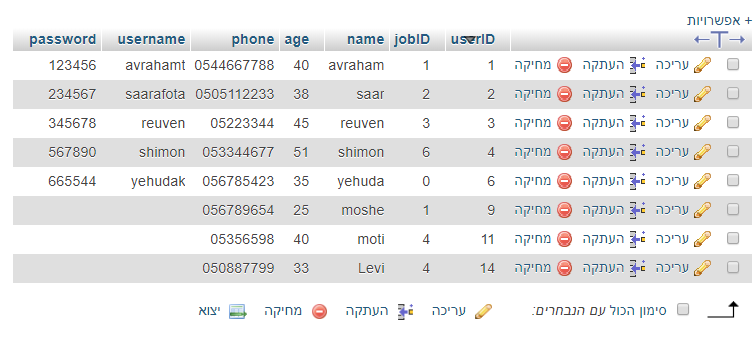 + אפשרויות
userID jobID name age phone username password
עריכה העתקה מחיקה 1 1 avraham 40 0544667788 avrahamt 123456
עריכה העתקה מחיקה 2 2 saar 38 0505112233 saarafota 234567
עריכה העתקה מחיקה 3 3 reuven 45 05223344 reuven 345678
עריכה העתקה מחיקה 4 6 shimon 51 053344677 shimon 567890
עריכה העתקה מחיקה 6 0 yehuda 35 056785423 yehudak 665544
עריכה העתקה מחיקה 9 1 moshe 25 056789654
עריכה העתקה מחיקה 11 4 moti 40 05356598
עריכה העתקה מחיקה 14 4 Levi 33 050887799
סימון הכול עם הנבחרים: עריכה העתקה מחיקה יצוא